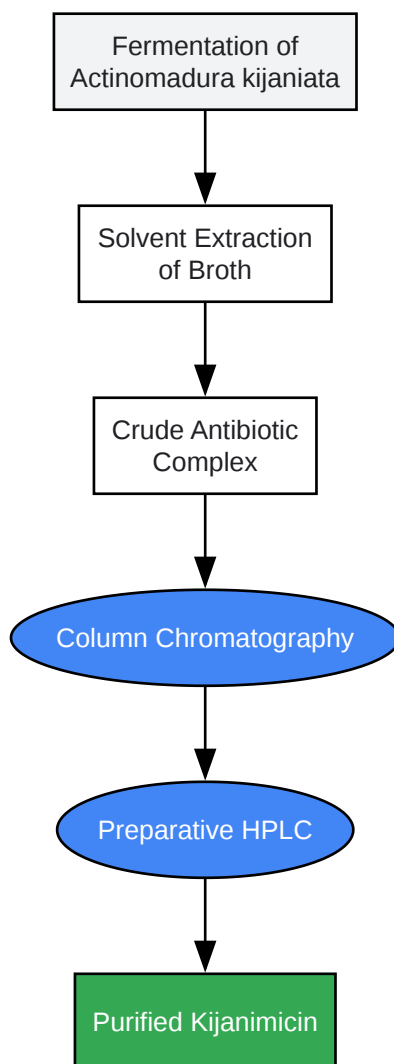 Fermentation of
Actinomadura kijaniata
Solvent Extraction
of Broth
Crude Antibiotic
Complex
Column Chromatography
Preparative HPLC
Purified Kijanimicin